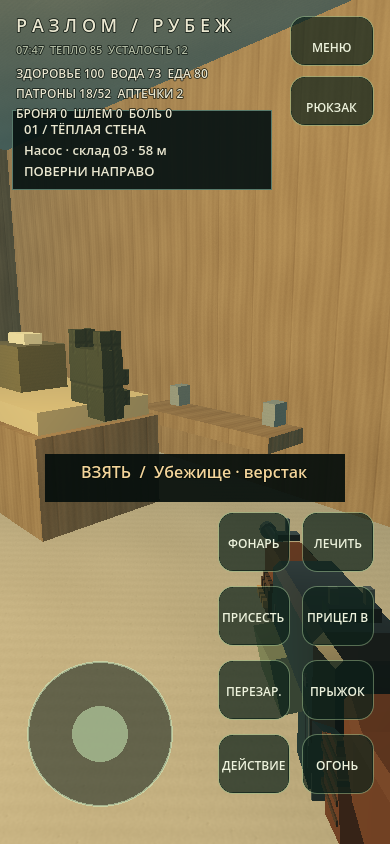 РАЗЛОМ / РУБЕЖ
07:47 ТЕПЛО 85 УСТАЛОСТЬ 12
ЗДОРОВЬЕ 100 ВОДА 73 ЕДА 80
ПАТРОНЫ 18/52 АПТЕЧКИ 2
БРОНЯ 0 ШЛЕМ 0 БОЛЬ 0
МЕНЮ
РЮКЗАК
01 / ТЁПЛАЯ СТЕНА
Насос · склад 03 · 58 м
ПОВЕРНИ НАПРАВО
ВЗЯТЬ / Убежище · верстак
ФОНАРЬ
ЛЕЧИТЬ
ПРИСЕСТЬ
ПРИЦЕЛ В
ПЕРЕЗАР.
ПРЫЖОК
ДЕЙСТВИЕ
ОГОНЬ